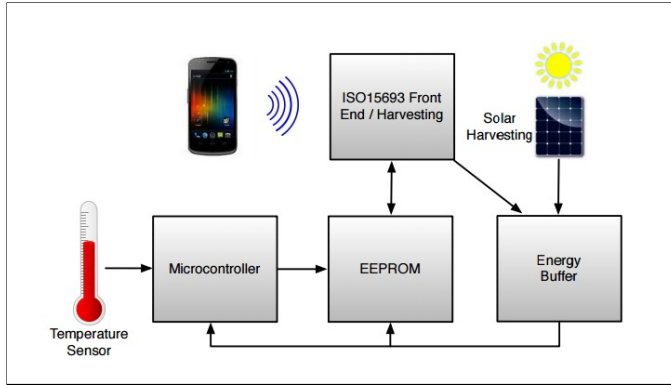 ISO15693 Front
End / Harvesting
Solar
Harvesting
Microcontroller
EEPROM
Energy
Buffer
Temperature
Sensor